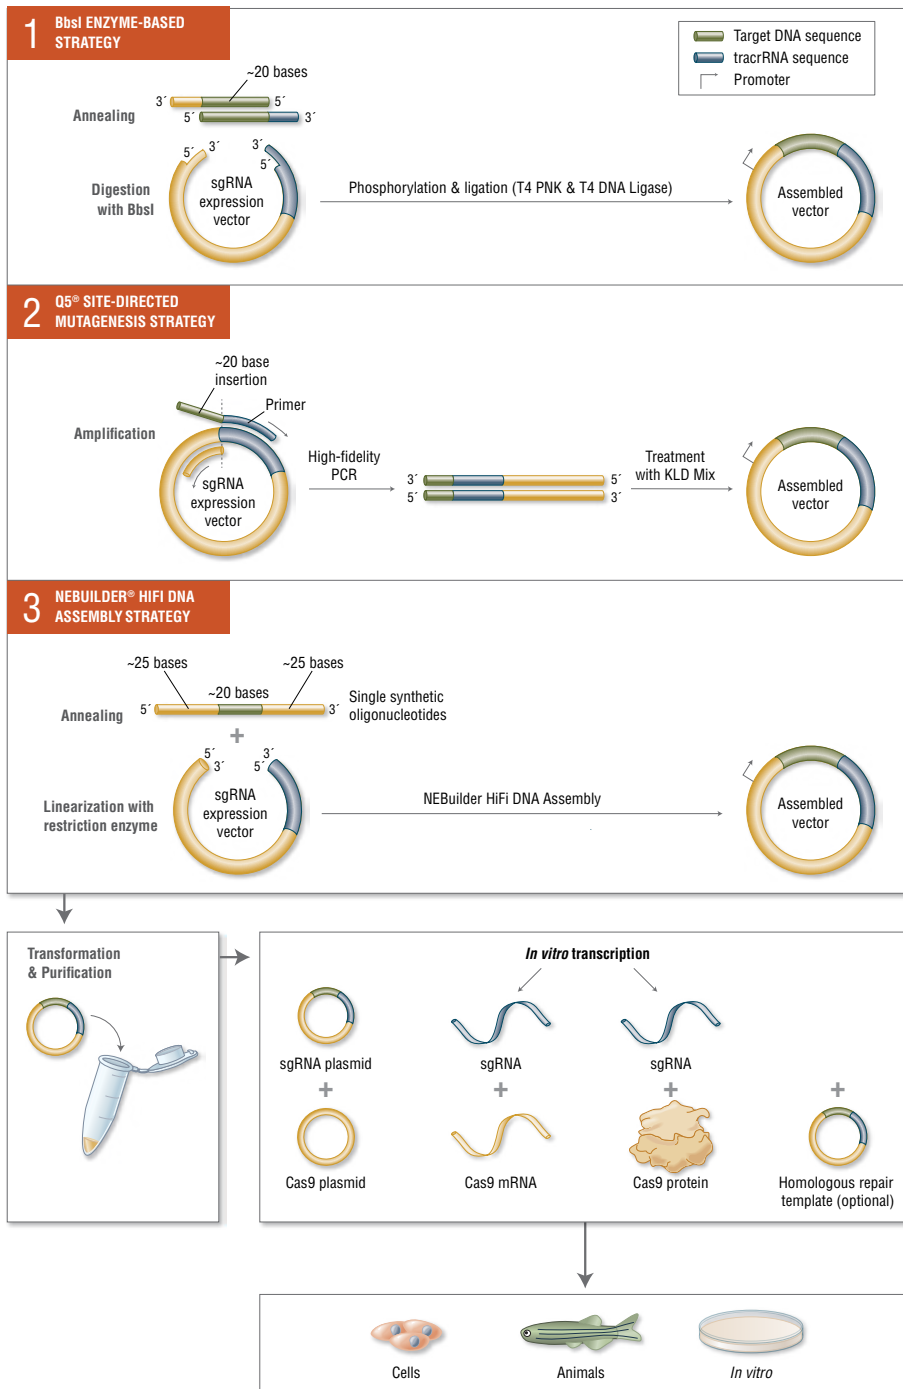 1 BbsI ENZYME-BASED
STRATEGY
Target DNA sequence
tracrRNA sequence
Promoter
~20 bases
3´ 5´
Annealing
5´ 3´
5´ 3´ 3´
5´
Digestion
with BbsI
sgRNA
expression
vector
Phosphorylation & ligation (T4 PNK & T4 DNA Ligase)
Assembled
vector
2 Q5® SITE-DIRECTED
MUTAGENESIS STRATEGY
~20 base
insertion
Primer
Amplification
sgRNA
expression
vector
High-fidelity
PCR
3´ 5´
5´ 3´
Treatment
with KLD Mix
Assembled
vector
3 NEBUILDER® HIFI DNA
ASSEMBLY STRATEGY
~25 bases ~25 bases
~20 bases
Annealing
5´ 3´
Single synthetic
oligonucleotides
+
5´ 3´
3´ 5´
Linearization with
restriction enzyme
sgRNA
expression
vector
NEBuilder HiFi DNA Assembly
Assembled
vector
Transformation
& Purification
In vitro transcription
sgRNA plasmid
sgRNA
sgRNA
+ + + +
Cas9 plasmid
Cas9 mRNA
Cas9 protein
Homologous repair
template (optional)
Cells
Animals
In vitro